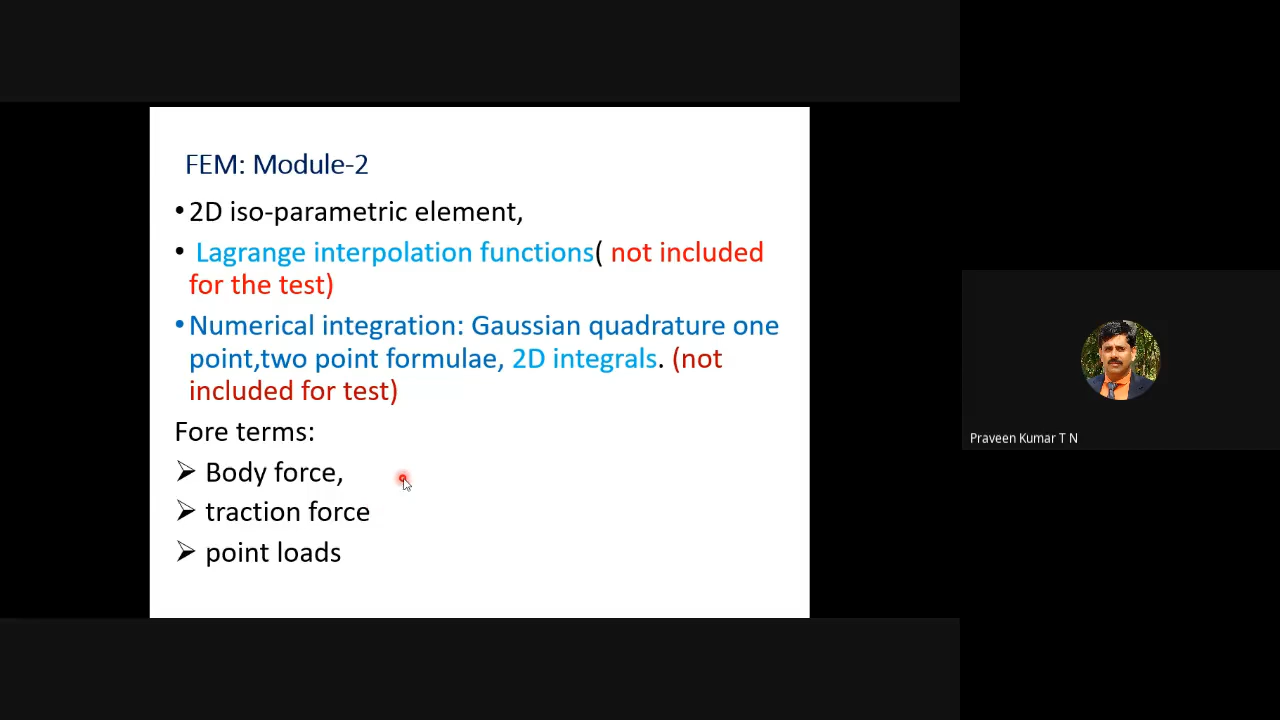 FEM: Module-2
•2D iso-parametric element,
• Lagrange interpolation functions( not included
for the test)
•Numerical integration: Gaussian quadrature one
point,two point formulae, 2D integrals. (not
included for test)
Fore terms:
➢ Body force,
➢ traction force
➢ point loads
Praveen Kumar T N